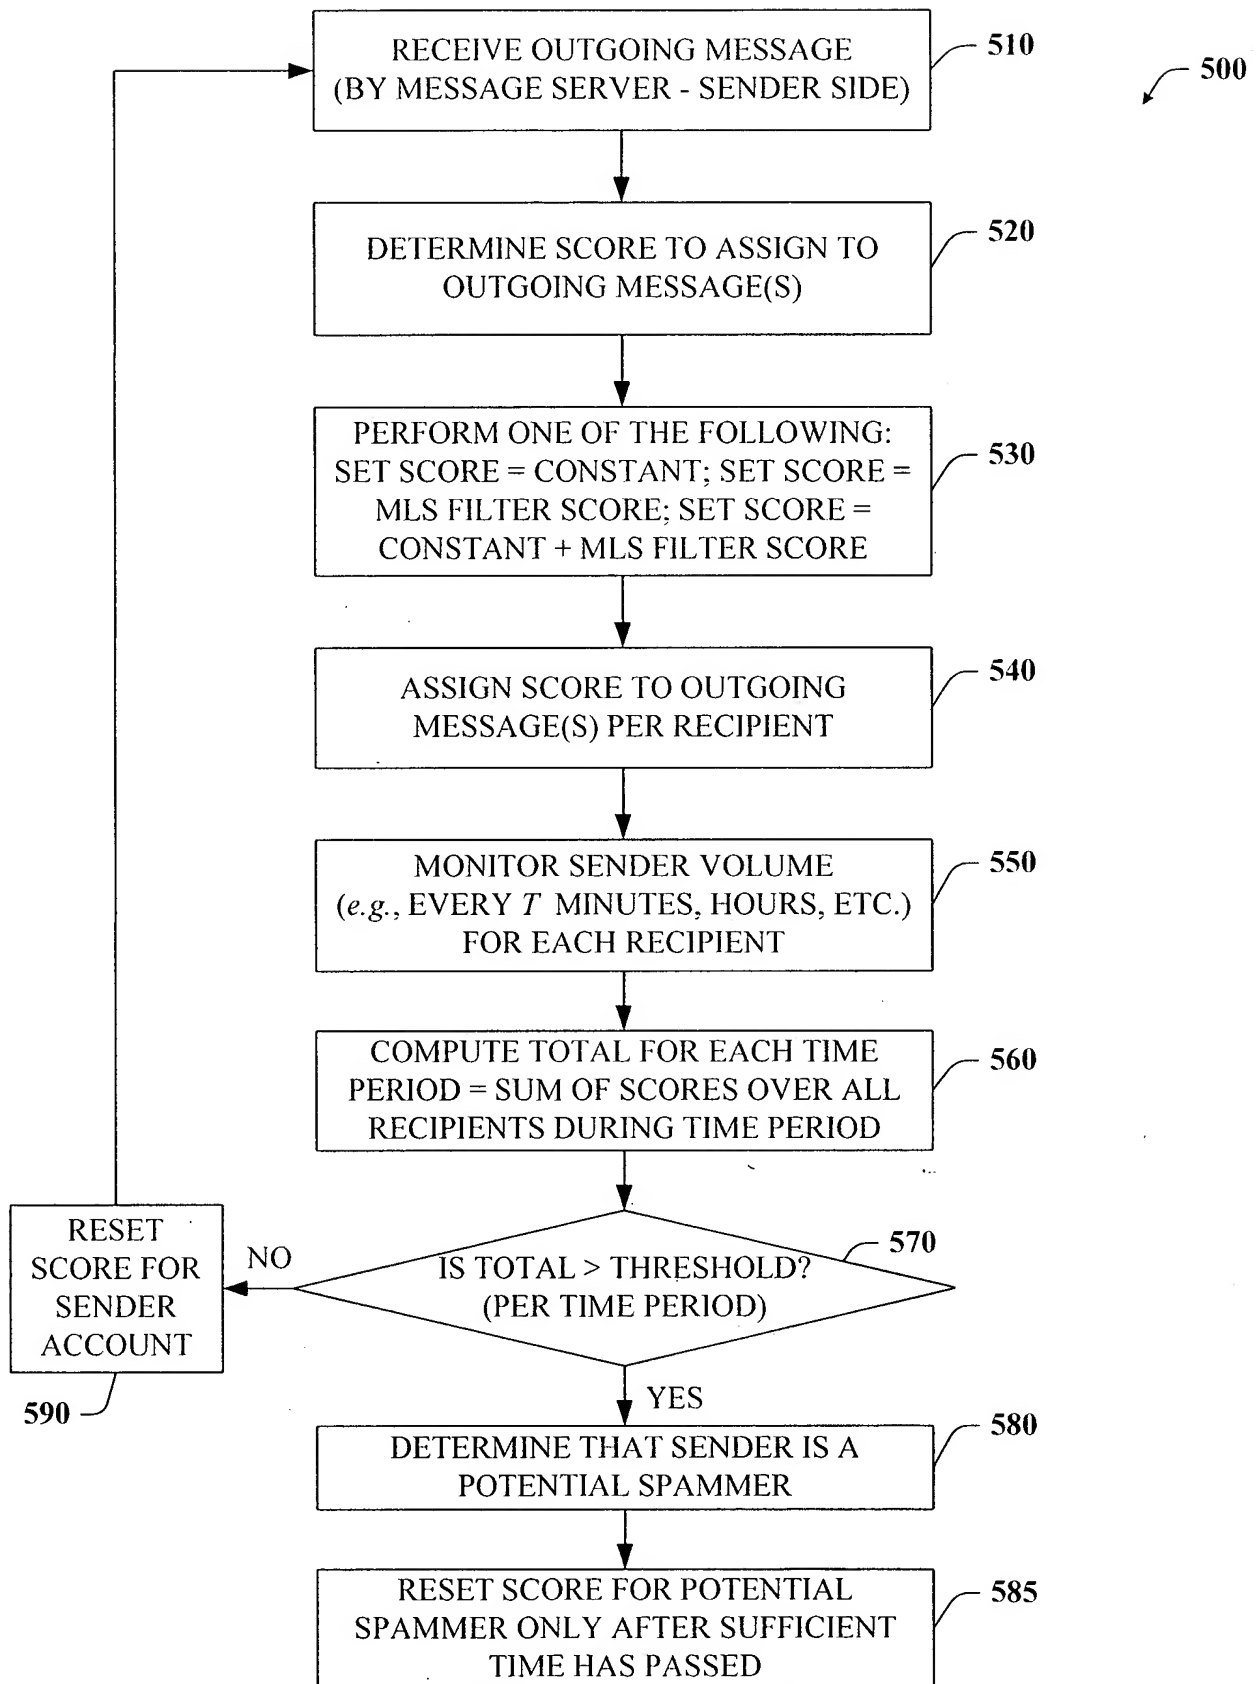 RECEIVE OUTGOING MESSAGE
(BY MESSAGE SERVER - SENDER SIDE)
510
500
DETERMINE SCORE TO ASSIGN TO
OUTGOING MESSAGE(S)
520
PERFORM ONE OF THE FOLLOWING:
SET SCORE = CONSTANT; SET SCORE =
MLS FILTER SCORE; SET SCORE =
CONSTANT + MLS FILTER SCORE
530
ASSIGN SCORE TO OUTGOING
MESSAGE(S) PER RECIPIENT
540
MONITOR SENDER VOLUME
(e.g., EVERY T MINUTES, HOURS, ETC.)
FOR EACH RECIPIENT
550
COMPUTE TOTAL FOR EACH TIME
PERIOD = SUM OF SCORES OVER ALL
RECIPIENTS DURING TIME PERIOD
560
IS TOTAL > THRESHOLD?
(PER TIME PERIOD)
570
NO
RESET
SCORE FOR
SENDER
ACCOUNT
590
YES
DETERMINE THAT SENDER IS A
POTENTIAL SPAMMER
580
RESET SCORE FOR POTENTIAL
SPAMMER ONLY AFTER SUFFICIENT
TIME HAS PASSED
585